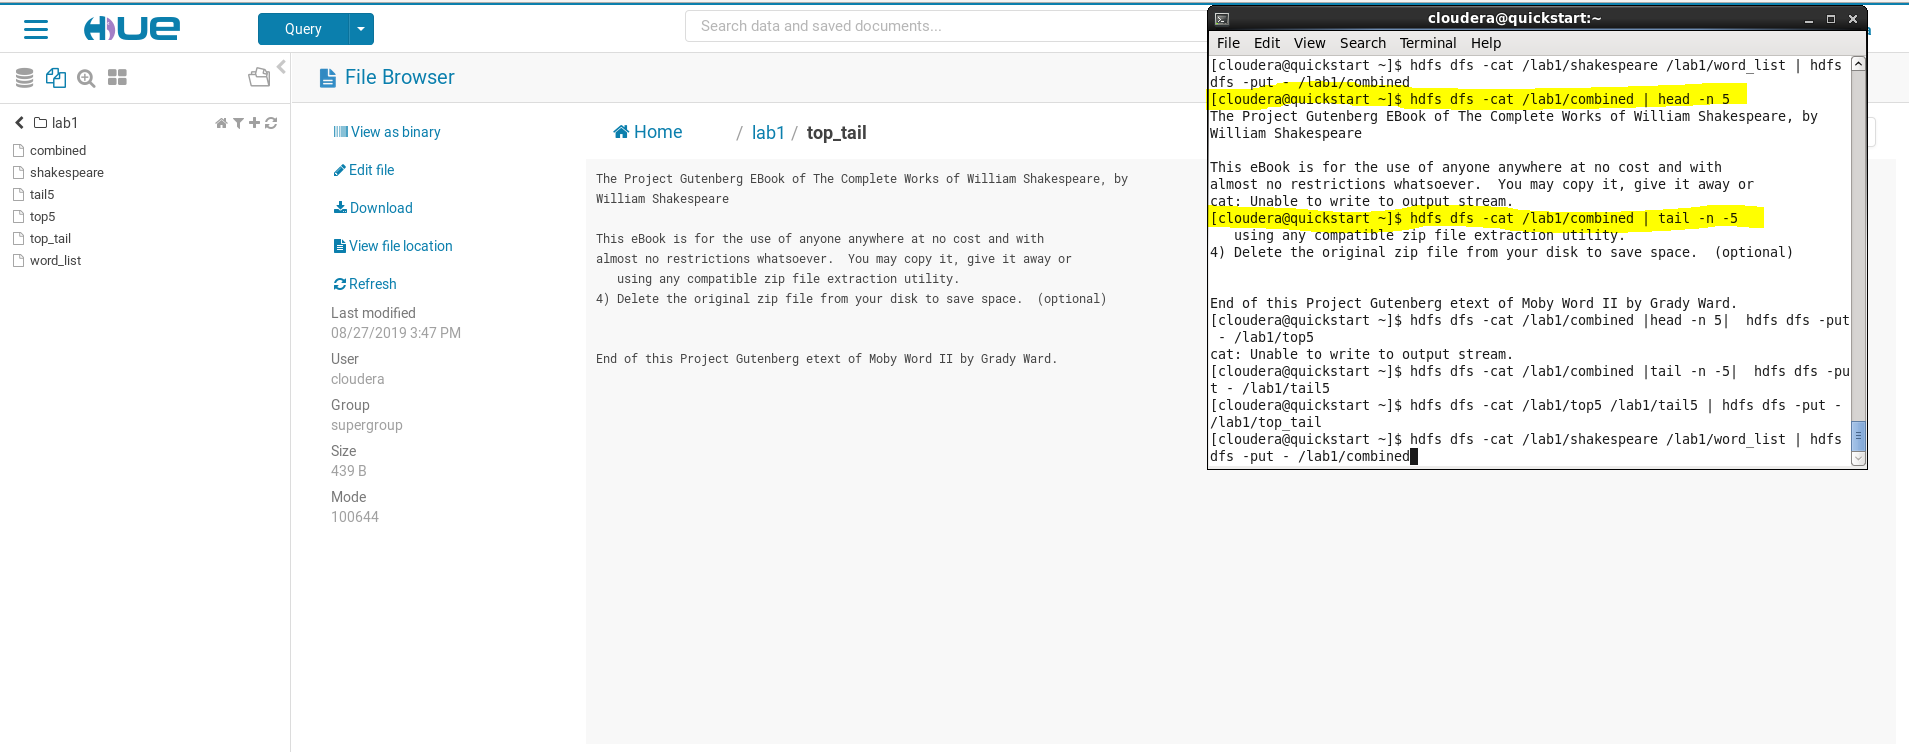 HUE
Query
Search data and saved documents...
lab1
combined
shakespeare
tail5
top5
top_tail
word_list
File Browser
View as binary
Edit file
Download
View file location
Refresh
Last modified
08/27/2019 3:47 PM
User
cloudera
Group
supergroup
Size
439 B
Mode
100644
Home / lab1 / top_tail
The Project Gutenberg EBook of The Complete Works of William Shakespeare, by
William Shakespeare
This eBook is for the use of anyone anywhere at no cost and with
almost no restrictions whatsoever.  You may copy it, give it away or
using any compatible zip file extraction utility.
4) Delete the original zip file from your disk to save space.  (optional)
End of this Project Gutenberg etext of Moby Word II by Grady Ward.
cloudera@quickstart:~
File Edit View Search Terminal Help
[cloudera@quickstart ~]$ hdfs dfs -cat /lab1/shakespeare /lab1/word_list | hdfs
dfs -put - /lab1/combined
[cloudera@quickstart ~]$ hdfs dfs -cat /lab1/combined | head -n 5
The Project Gutenberg EBook of The Complete Works of William Shakespeare, by
William Shakespeare
This eBook is for the use of anyone anywhere at no cost and with
almost no restrictions whatsoever.  You may copy it, give it away or
cat: Unable to write to output stream.
[cloudera@quickstart ~]$ hdfs dfs -cat /lab1/combined | tail -n -5
using any compatible zip file extraction utility.
4) Delete the original zip file from your disk to save space.  (optional)
End of this Project Gutenberg etext of Moby Word II by Grady Ward.
[cloudera@quickstart ~]$ hdfs dfs -cat /lab1/combined |head -n 5|  hdfs dfs -put
- /lab1/top5
cat: Unable to write to output stream.
[cloudera@quickstart ~]$ hdfs dfs -cat /lab1/combined |tail -n -5|  hdfs dfs -pu
t - /lab1/tail5
[cloudera@quickstart ~]$ hdfs dfs -cat /lab1/top5 /lab1/tail5 | hdfs dfs -put -
/lab1/top_tail
[cloudera@quickstart ~]$ hdfs dfs -cat /lab1/shakespeare /lab1/word_list | hdfs
dfs -put - /lab1/combined